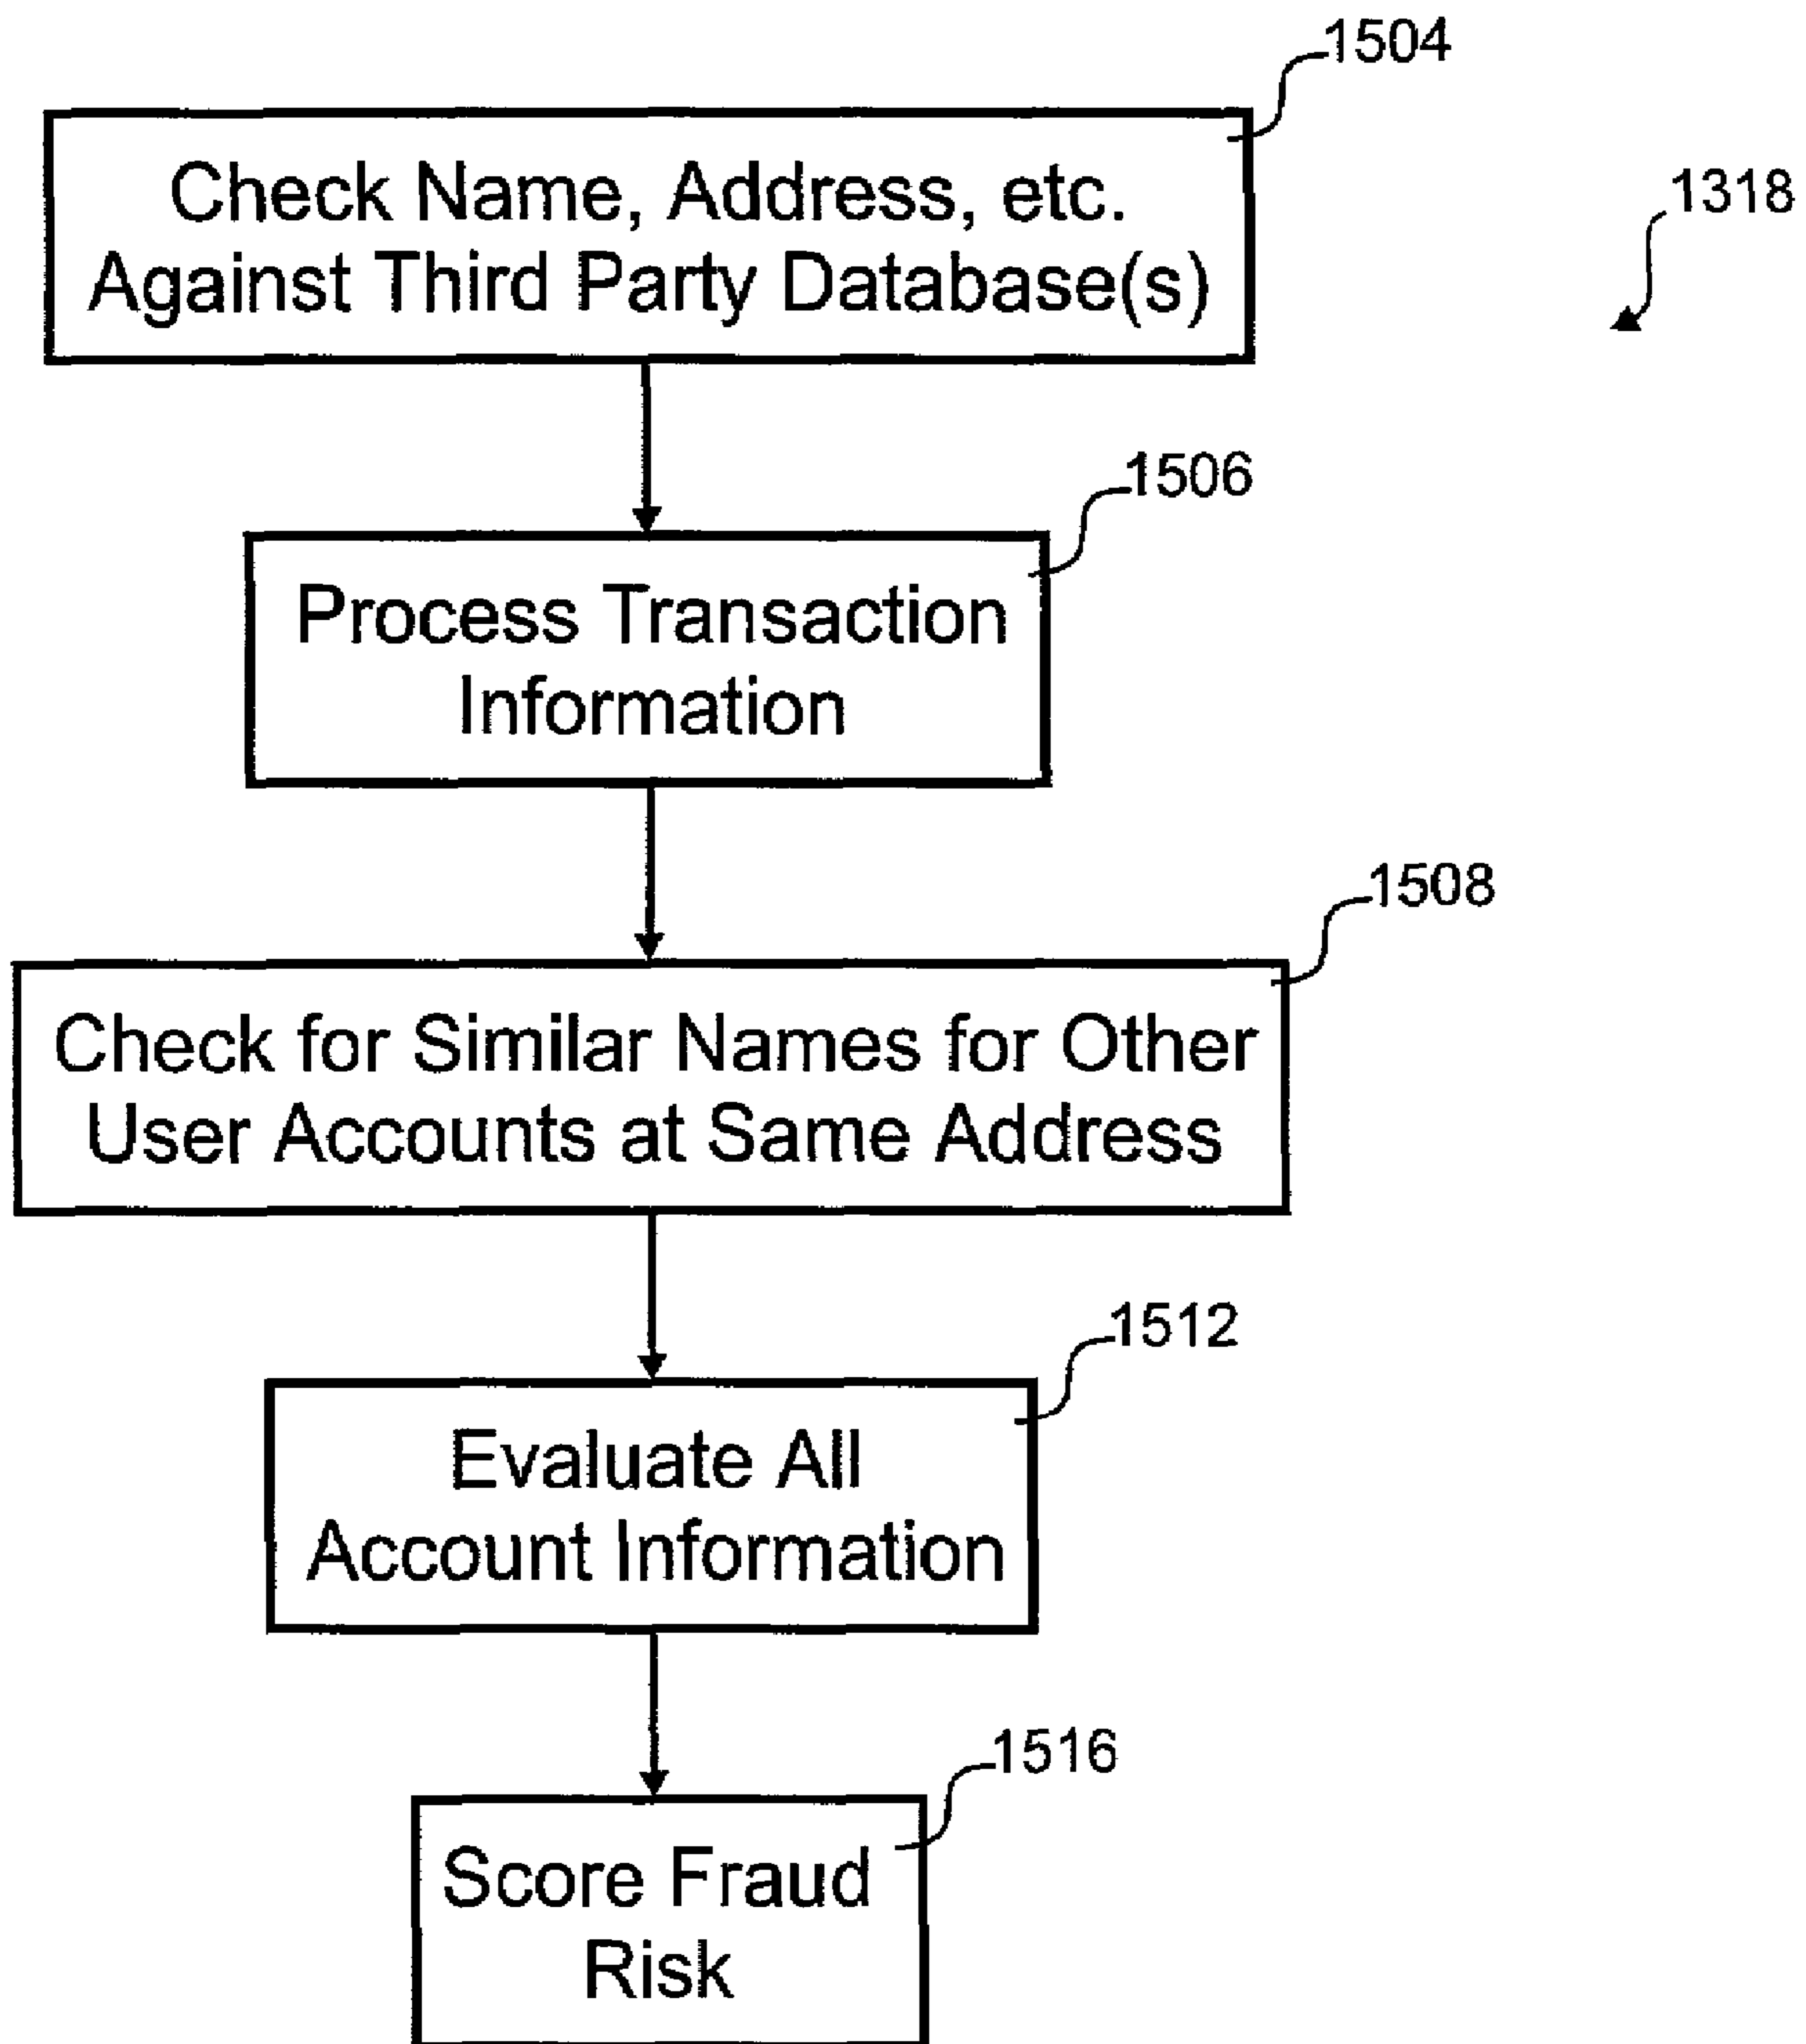 1504
Check Name, Address, etc.
Against Third Party Database(s)
1318
1506
Process Transaction
Information
1508
Check for Similar Names for Other
User Accounts at Same Address
1512
Evaluate All
Account Information
1516
Score Fraud
Risk